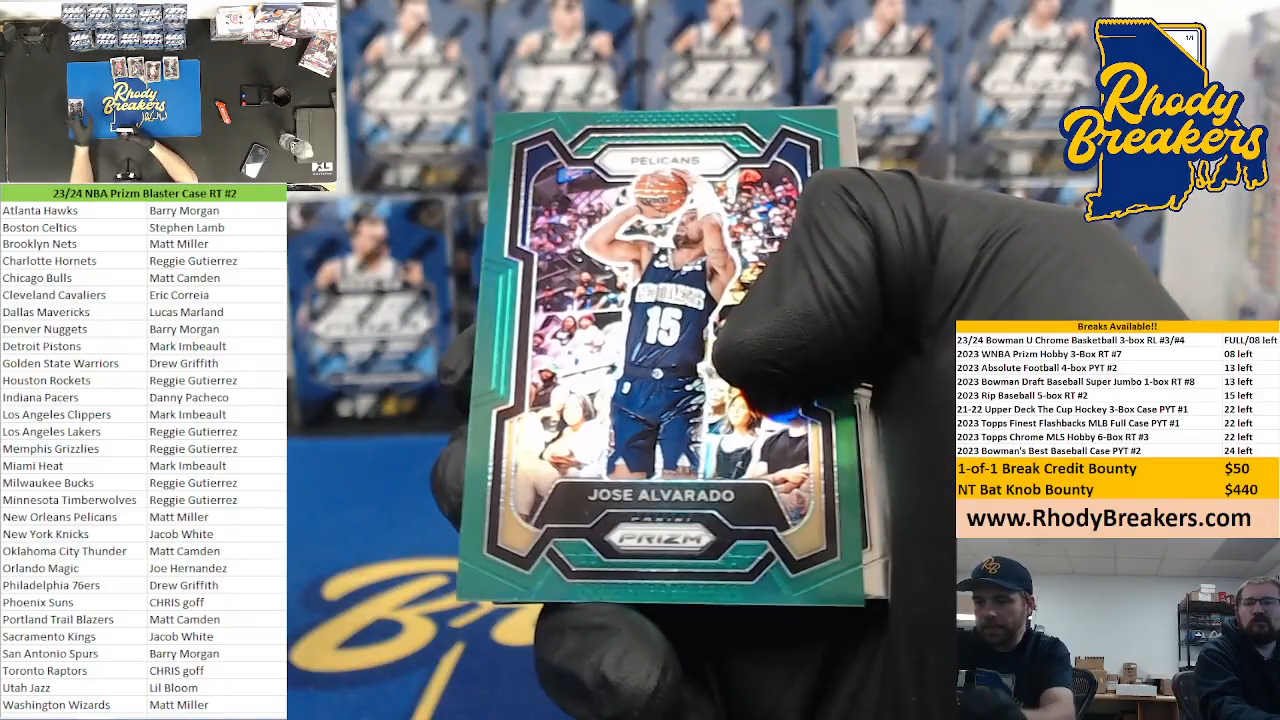 Rhody
Breakers
XL
23/24 NBA Prizm Blaster Case RT #2
Atlanta Hawks Barry Morgan
Boston Celtics Stephen Lamb
Brooklyn Nets Matt Miller
Charlotte Hornets Reggie Gutierrez
Chicago Bulls Matt Camden
Cleveland Cavaliers Eric Correia
Dallas Mavericks Lucas Marland
Denver Nuggets Barry Morgan
Detroit Pistons Mark Imbeault
Golden State Warriors Drew Griffith
Houston Rockets Reggie Gutierrez
Indiana Pacers Danny Pacheco
Los Angeles Clippers Mark Imbeault
Los Angeles Lakers Reggie Gutierrez
Memphis Grizzlies Reggie Gutierrez
Miami Heat Mark Imbeault
Milwaukee Bucks Reggie Gutierrez
Minnesota Timberwolves Reggie Gutierrez
New Orleans Pelicans Matt Miller
New York Knicks Jacob White
Oklahoma City Thunder Matt Camden
Orlando Magic Joe Hernandez
Philadelphia 76ers Drew Griffith
Phoenix Suns CHRIS goff
Portland Trail Blazers Matt Camden
Sacramento Kings Jacob White
San Antonio Spurs Barry Morgan
Toronto Raptors CHRIS goff
Utah Jazz Lil Bloom
Washington Wizards Matt Miller
PELICANS
15
JOSE ALVARADO
PANINI
PRIZM
1/1
Rhody
Breakers
Breaks Available!!
23/24 Bowman U Chrome Basketball 3-box RL #3/#4 FULL/08 left
2023 WNBA Prizm Hobby 3-Box RT #7 08 left
2023 Absolute Football 4-box PYT #2 13 left
2023 Bowman Draft Baseball Super Jumbo 1-box RT #8 13 left
2023 Rip Baseball 5-box RT #2 15 left
21-22 Upper Deck The Cup Hockey 3-Box Case PYT #1 22 left
2023 Topps Finest Flashbacks MLB Full Case PYT #1 22 left
2023 Topps Chrome MLS Hobby 6-Box RT #3 22 left
2023 Bowman's Best Baseball Case PYT #2 24 left
1-of-1 Break Credit Bounty $50
NT Bat Knob Bounty $440
www.RhodyBreakers.com
RB